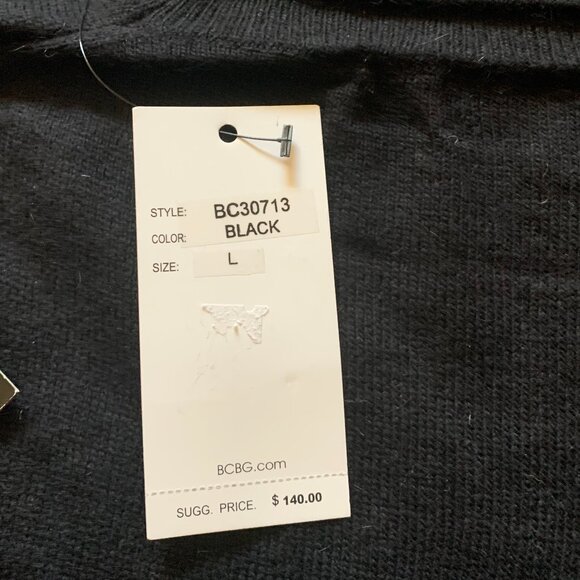 STYLE: BC30713
COLOR: BLACK
SIZE: L
BCBG.com
SUGG. PRICE. $ 140.00